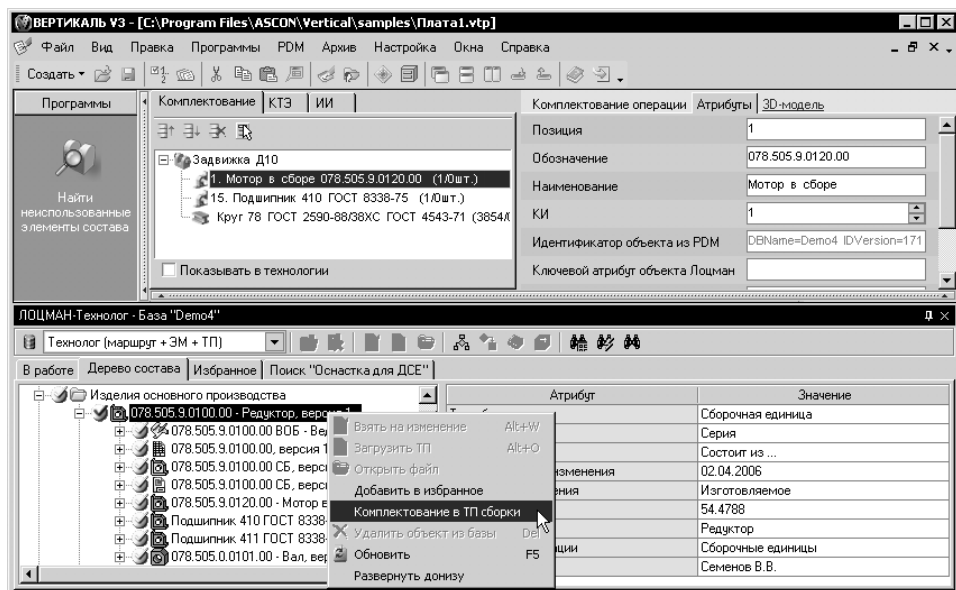 ВЕРТИКАЛЬ V3 - [C:\Program Files\ASCON\Vertical\samples\Плата1.vtp]
Файл Вид Правка Программы PDM Архив Настройка Окна Справка
Создать
Программы
Найти
неиспользованные
элементы состава
Комплектование КТЭ ИИ
Задвижка Д10
1. Мотор в сборе 078.505.9.0120.00 (1/0шт.)
15. Подшипник 410 ГОСТ 8338-75 (1/0шт.)
Круг 78 ГОСТ 2590-88/38ХС ГОСТ 4543-71 (3854/
Показывать в технологии
Комплектование операции Атрибуты 3D-модель
Позиция 1
Обозначение 078.505.9.0120.00
Наименование Мотор в сборе
КИ 1
Идентификатор объекта из PDM DBName=Demo4 IDVersion=171
Ключевой атрибут объекта Лоцман
ЛОЦМАН-Технолог - База "Demo4"
Технолог (маршрут + ЭМ + ТП)
В работе Дерево состава Избранное Поиск "Оснастка для ДСЕ"
Изделия основного производства
078.505.9.0100.00 - Редуктор, версия 1
078.505.9.0100.00 ВОБ - Ве
078.505.9.0100.00, версия 1
078.505.9.0100.00 СБ, верс
078.505.9.0100.00 СБ, верс
078.505.9.0120.00 - Мотор в
Подшипник 410 ГОСТ 8338-
Подшипник 411 ГОСТ 8338-
078.505.0.0101.00 - Вал, вер
Взять на изменение Alt+W
Загрузить ТП Alt+O
Открыть файл
Добавить в избранное
Комплектование в ТП сборки
Удалить объект из базы Del
Обновить F5
Развернуть донизу
Атрибут Значение
Сборочная единица
Серия
Состоит из ...
изменения 02.04.2006
ния Изготовляемое
54.4788
Редуктор
ции Сборочные единицы
Семенов В.В.